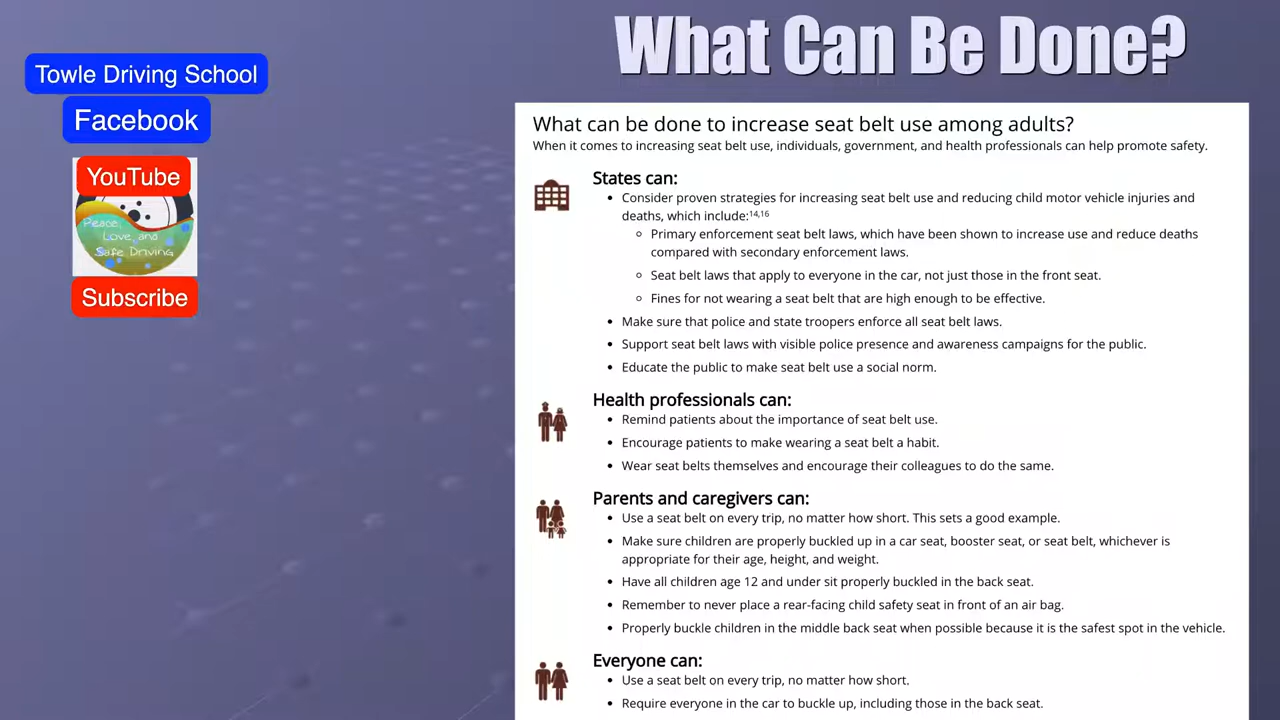 What Can Be Done?
Towle Driving School
Facebook
YouTube
Peace,
Love, and
Safe Driving
Subscribe
What can be done to increase seat belt use among adults?
When it comes to increasing seat belt use, individuals, government, and health professionals can help promote safety.
States can:
• Consider proven strategies for increasing seat belt use and reducing child motor vehicle injuries and
deaths, which include:14,16
◦ Primary enforcement seat belt laws, which have been shown to increase use and reduce deaths
compared with secondary enforcement laws.
◦ Seat belt laws that apply to everyone in the car, not just those in the front seat.
◦ Fines for not wearing a seat belt that are high enough to be effective.
• Make sure that police and state troopers enforce all seat belt laws.
• Support seat belt laws with visible police presence and awareness campaigns for the public.
• Educate the public to make seat belt use a social norm.
Health professionals can:
• Remind patients about the importance of seat belt use.
• Encourage patients to make wearing a seat belt a habit.
• Wear seat belts themselves and encourage their colleagues to do the same.
Parents and caregivers can:
• Use a seat belt on every trip, no matter how short. This sets a good example.
• Make sure children are properly buckled up in a car seat, booster seat, or seat belt, whichever is
appropriate for their age, height, and weight.
• Have all children age 12 and under sit properly buckled in the back seat.
• Remember to never place a rear-facing child safety seat in front of an air bag.
• Properly buckle children in the middle back seat when possible because it is the safest spot in the vehicle.
Everyone can:
• Use a seat belt on every trip, no matter how short.
• Require everyone in the car to buckle up, including those in the back seat.